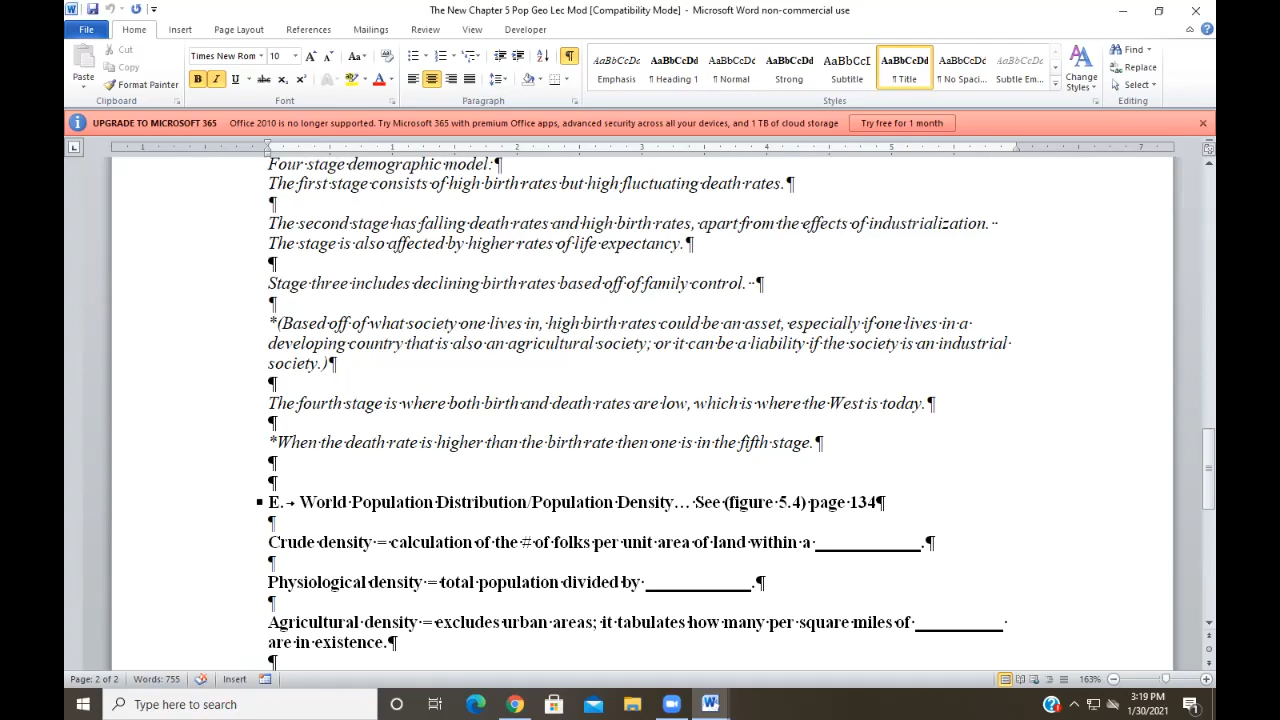 The New Chapter 5 Pop Geo Lec Mod [Compatibility Mode] - Microsoft Word non-commercial use
File Home Insert Page Layout References Mailings Review View Developer
Paste
Cut
Copy
Format Painter
Clipboard
Times New Rom 10
B I U abc
Font
Paragraph
AaBbCcDc AaBbCcDd AaBbCcDc AaBbCcDd AaBbCcI AaBbCcDd AaBbCcDd AaBbCcDc
Emphasis ¶ Heading 1 ¶ Normal Strong Subtitle ¶ Title ¶ No Spaci... Subtle Em...
Styles
Change
Styles
Find
Replace
Select
Editing
UPGRADE TO MICROSOFT 365 Office 2010 is no longer supported. Try Microsoft 365 with premium Office apps, advanced security across all your devices, and 1 TB of cloud storage Try free for 1 month
1 1 2 3 4 5 7
Four·stage·demographic·model.·¶
The·first·stage·consists·of·high·birth·rates·but·high·fluctuating·death·rates.·¶
¶
The·second·stage·has·falling·death·rates·and·high·birth·rates,·apart·from·the·effects·of·industrialization.··
The·stage·is·also·affected·by·higher·rates·of·life·expectancy.·¶
¶
Stage·three·includes·declining·birth·rates·based·off·of·family·control.··¶
¶
*(Based·off·of·what·society·one·lives·in,·high·birth·rates·could·be·an·asset,·especially·if·one·lives·in·a·
developing·country·that·is·also·an·agricultural·society;·or·it·can·be·a·liability·if·the·society·is·an·industrial·
society.)¶
¶
The·fourth·stage·is·where·both·birth·and·death·rates·are·low,·which·is·where·the·West·is·today.·¶
¶
*When·the·death·rate·is·higher·than·the·birth·rate·then·one·is·in·the·fifth·stage.¶
¶
¶
E.→ World·Population·Distribution/Population·Density…·See·(figure·5.4)·page·134¶
¶
Crude·density·=·calculation·of·the·#·of·folks·per·unit·area·of·land·within·a·____________.¶
¶
Physiological·density·=·total·population·divided·by·____________.¶
¶
Agricultural·density·=·excludes·urban·areas;·it·tabulates·how·many·per·square·miles·of·__________·
are·in·existence.¶
¶
Page: 2 of 2 Words: 755 Insert 163%
Type here to search
3:19 PM
1/30/2021